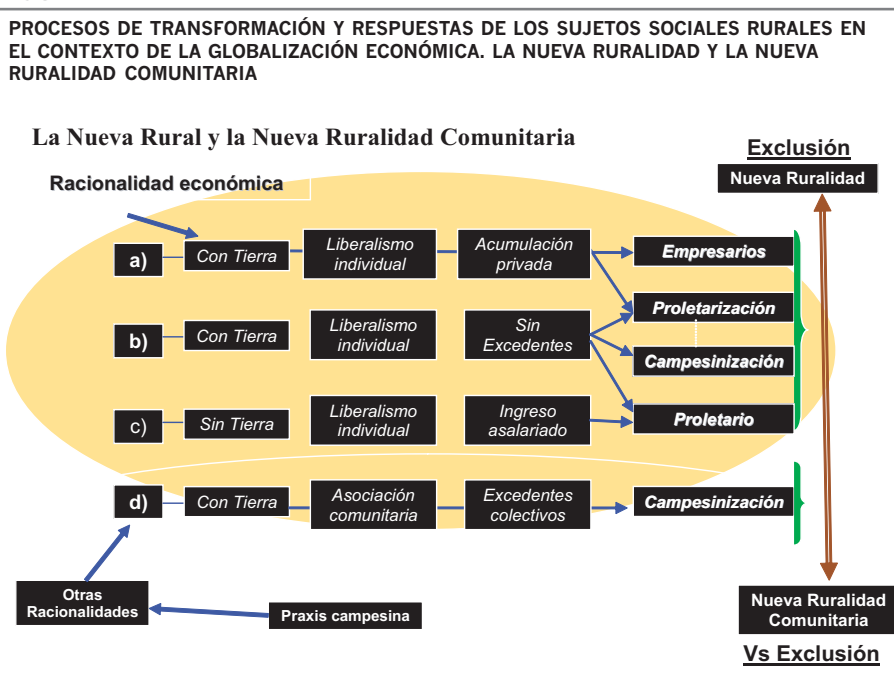 PROCESOS DE TRANSFORMACIÓN Y RESPUESTAS DE LOS SUJETOS SOCIALES RURALES EN
EL CONTEXTO DE LA GLOBALIZACIÓN ECONÓMICA. LA NUEVA RURALIDAD Y LA NUEVA
RURALIDAD COMUNITARIA
La Nueva Rural y la Nueva Ruralidad Comunitaria
Exclusión
Nueva Ruralidad
Racionalidad económica
a)
Con Tierra
Liberalismo
individual
Acumulación
privada
Empresarios
Proletarización
b)
Con Tierra
Liberalismo
individual
Sin
Excedentes
Campesinización
c)
Sin Tierra
Liberalismo
individual
Ingreso
asalariado
Proletario
d)
Con Tierra
Asociación
comunitaria
Excedentes
colectivos
Campesinización
Otras
Racionalidades
Praxis campesina
Nueva Ruralidad
Comunitaria
Vs Exclusión